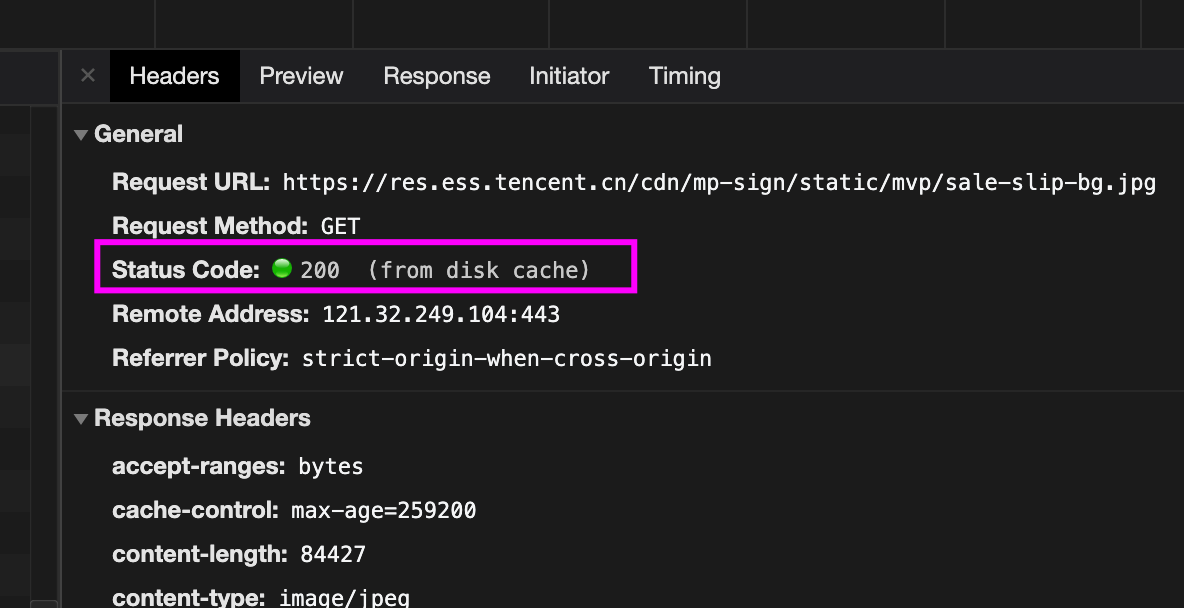 × Headers Preview Response Initiator Timing
General
Request URL: https://res.ess.tencent.cn/cdn/mp-sign/static/mvp/sale-slip-bg.jpg
Request Method: GET
Status Code: 200 (from disk cache)
Remote Address: 121.32.249.104:443
Referrer Policy: strict-origin-when-cross-origin
Response Headers
accept-ranges: bytes
cache-control: max-age=259200
content-length: 84427
content-type: image/jpeg